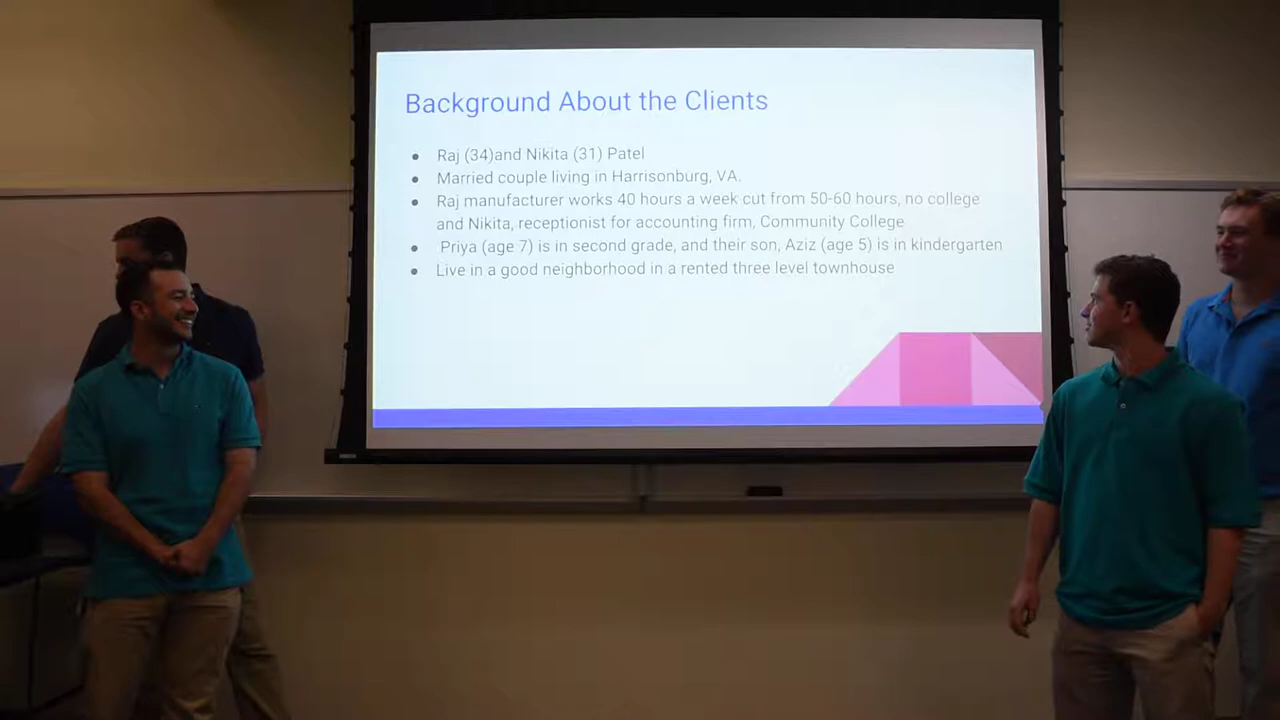 Background About the Clients
● Raj (34)and Nikita (31) Patel
● Married couple living in Harrisonburg, VA.
● Raj manufacturer works 40 hours a week cut from 50-60 hours, no college
and Nikita, receptionist for accounting firm, Community College
● Priya (age 7) is in second grade, and their son, Aziz (age 5) is in kindergarten
● Live in a good neighborhood in a rented three level townhouse